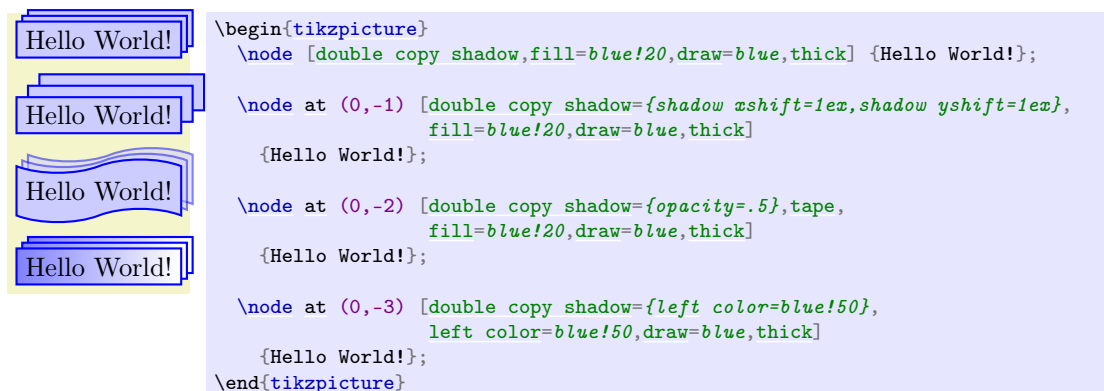 Hello World!
Hello World!
Hello World!
Hello World!
\begin{tikzpicture}
  \node [double copy shadow,fill=blue!20,draw=blue,thick] {Hello World!};
  \node at (0,-1) [double copy shadow={shadow xshift=1ex,shadow yshift=1ex},
                   fill=blue!20,draw=blue,thick]
    {Hello World!};
  \node at (0,-2) [double copy shadow={opacity=.5},tape,
                   fill=blue!20,draw=blue,thick]
    {Hello World!};
  \node at (0,-3) [double copy shadow={left color=blue!50},
                   left color=blue!50,draw=blue,thick]
    {Hello World!};
\end{tikzpicture}